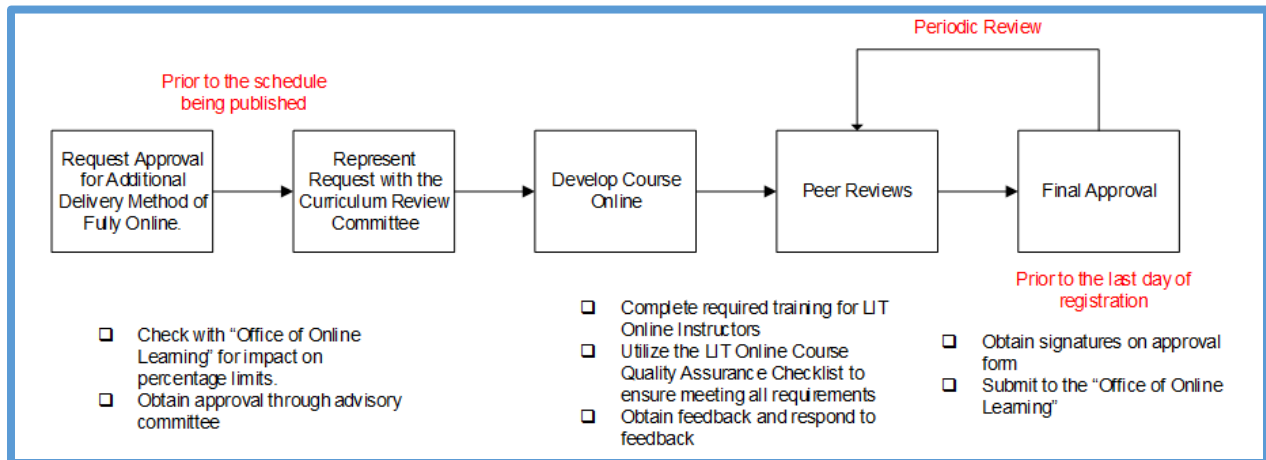 Periodic Review
Prior to the schedule
being published
Request Approval
for Additional
Delivery Method of
Fully Online.
Represent
Request with the
Curriculum Review
Committee
Develop Course
Online
Peer Reviews
Final Approval
Prior to the last day of
registration
❑ Check with “Office of Online
Learning” for impact on
percentage limits.
❑ Obtain approval through advisory
committee
❑ Complete required training for LIT
Online Instructors
❑ Utilize the LIT Online Course
Quality Assurance Checklist to
ensure meeting all requirements
❑ Obtain feedback and respond to
feedback
❑ Obtain signatures on approval
form
❑ Submit to the “Office of Online
Learning”